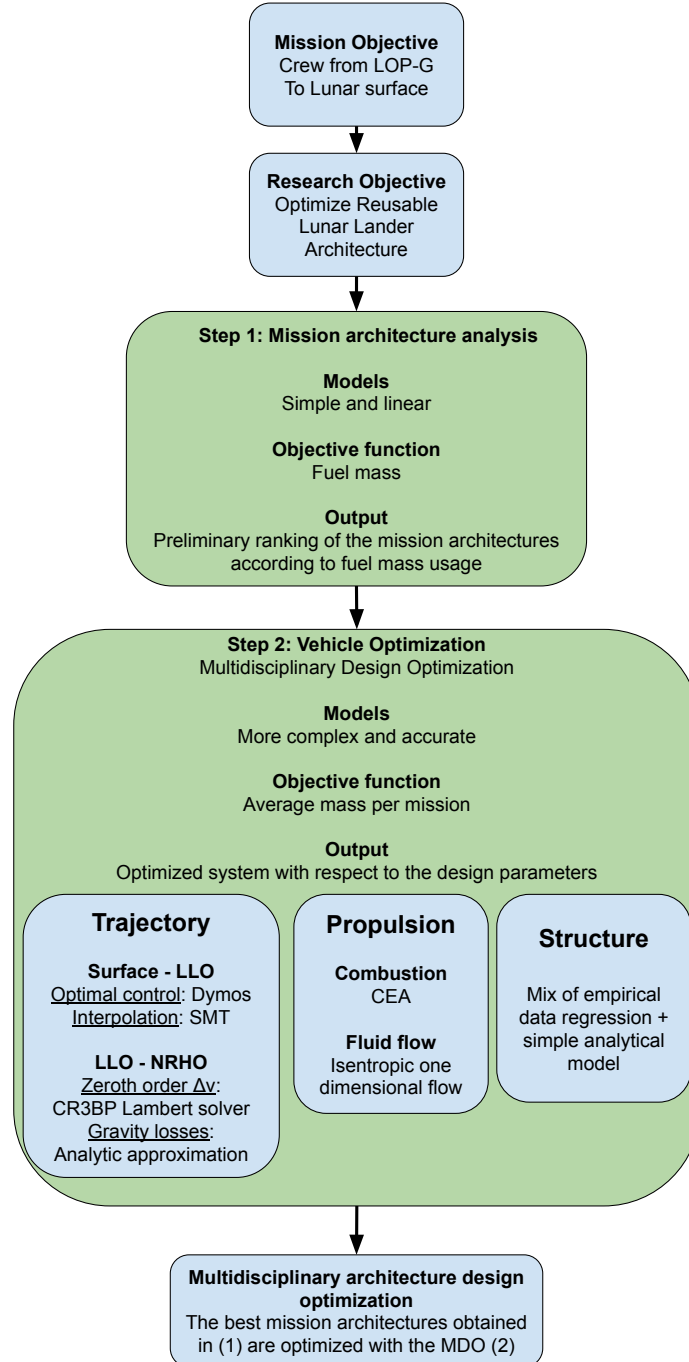 Mission Objective
Crew from LOP-G
To Lunar surface
Research Objective
Optimize Reusable
Lunar Lander
Architecture
Step 1: Mission architecture analysis
Models
Simple and linear
Objective function
Fuel mass
Output
Preliminary ranking of the mission architectures
according to fuel mass usage
Step 2: Vehicle Optimization
Multidisciplinary Design Optimization
Models
More complex and accurate
Objective function
Average mass per mission
Output
Optimized system with respect to the design parameters
Trajectory
Surface - LLO
Optimal control: Dymos
Interpolation: SMT
LLO - NRHO
Zeroth order Δv:
CR3BP Lambert solver
Gravity losses:
Analytic approximation
Propulsion
Combustion
CEA
Fluid flow
Isentropic one
dimensional flow
Structure
Mix of empirical
data regression +
simple analytical
model
Multidisciplinary architecture design
optimization
The best mission architectures obtained
in (1) are optimized with the MDO (2)